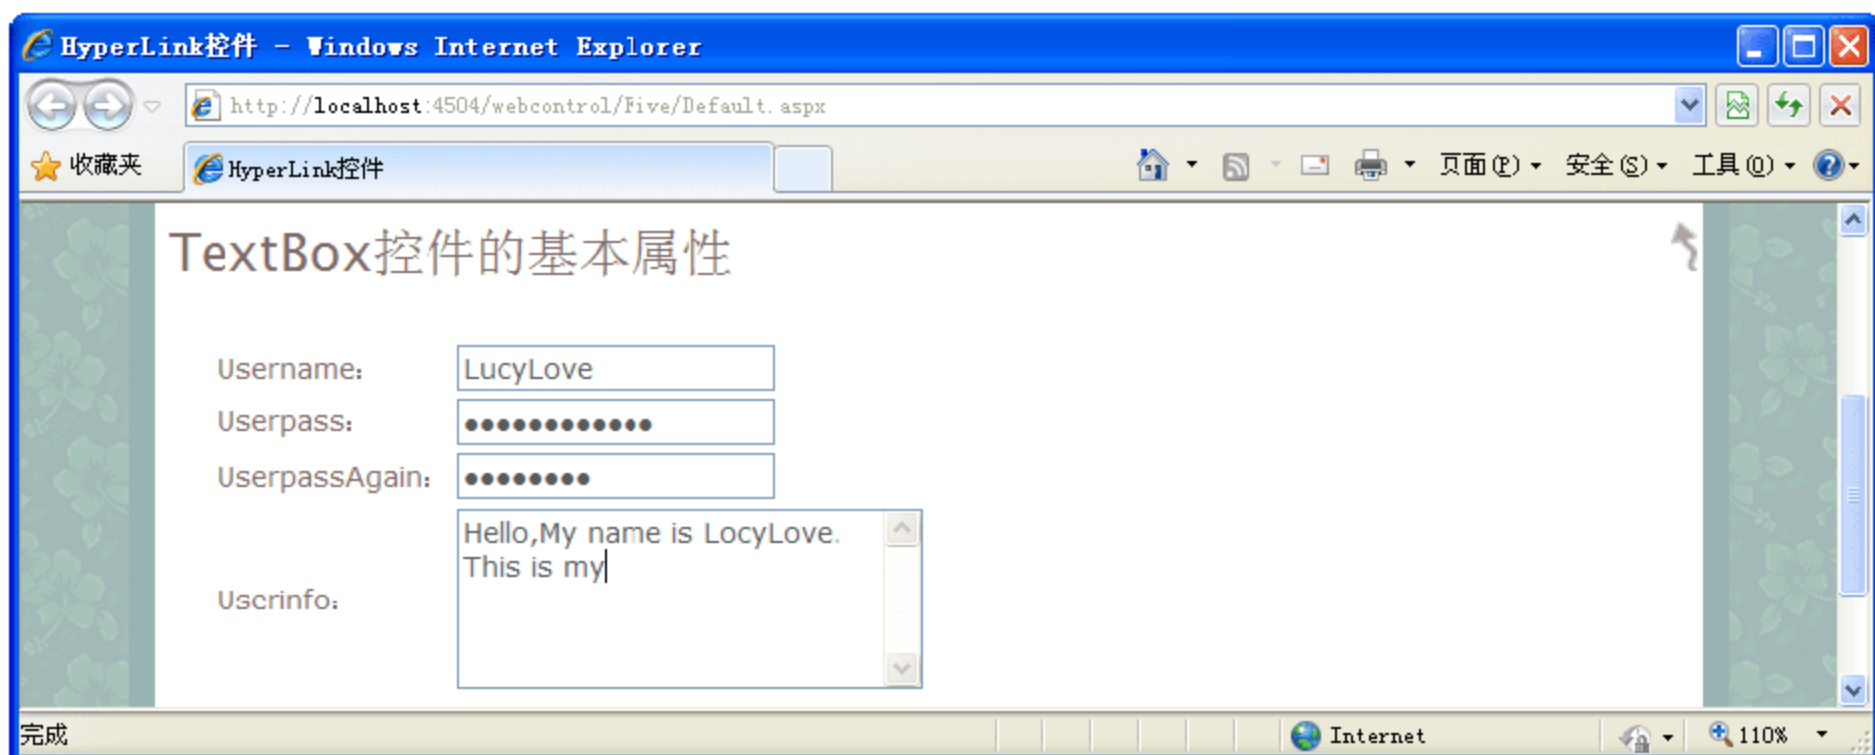 HyperLink控件 - Windows Internet Explorer
http://localhost:4504/webcontrol/Five/Default.aspx
收藏夹
HyperLink控件
页面(P)
安全(S)
工具(O)
TextBox控件的基本属性
Username：
LucyLove
Userpass：
●●●●●●●●●●●●
UserpassAgain：
●●●●●●●●
Userinfo：
Hello,My name is LocyLove.
This is my
完成
Internet
110%